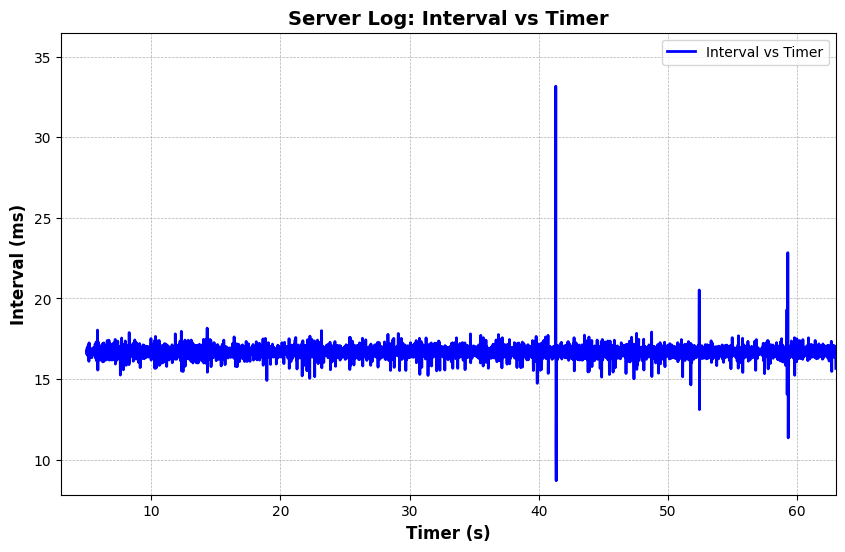 Server Log: Interval vs Timer
Interval vs Timer
35
30
25
20
15
10
Interval (ms)
10 20 30 40 50 60
Timer (s)